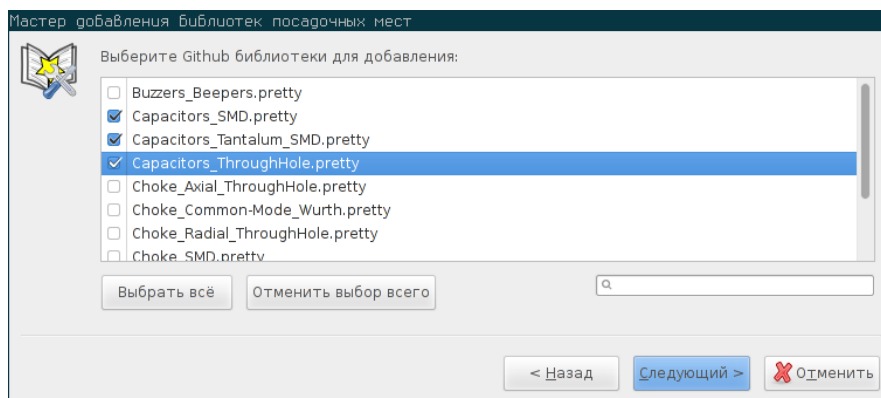 Мастер добавления библиотек посадочных мест
Выберите Github библиотеки для добавления:
Buzzers_Beepers.pretty
Capacitors_SMD.pretty
Capacitors_Tantalum_SMD.pretty
Capacitors_ThroughHole.pretty
Choke_Axial_ThroughHole.pretty
Choke_Common-Mode_Wurth.pretty
Choke_Radial_ThroughHole.pretty
Choke_SMD.pretty
Выбрать всё Отменить выбор всего
< Назад Следующий > Отменить